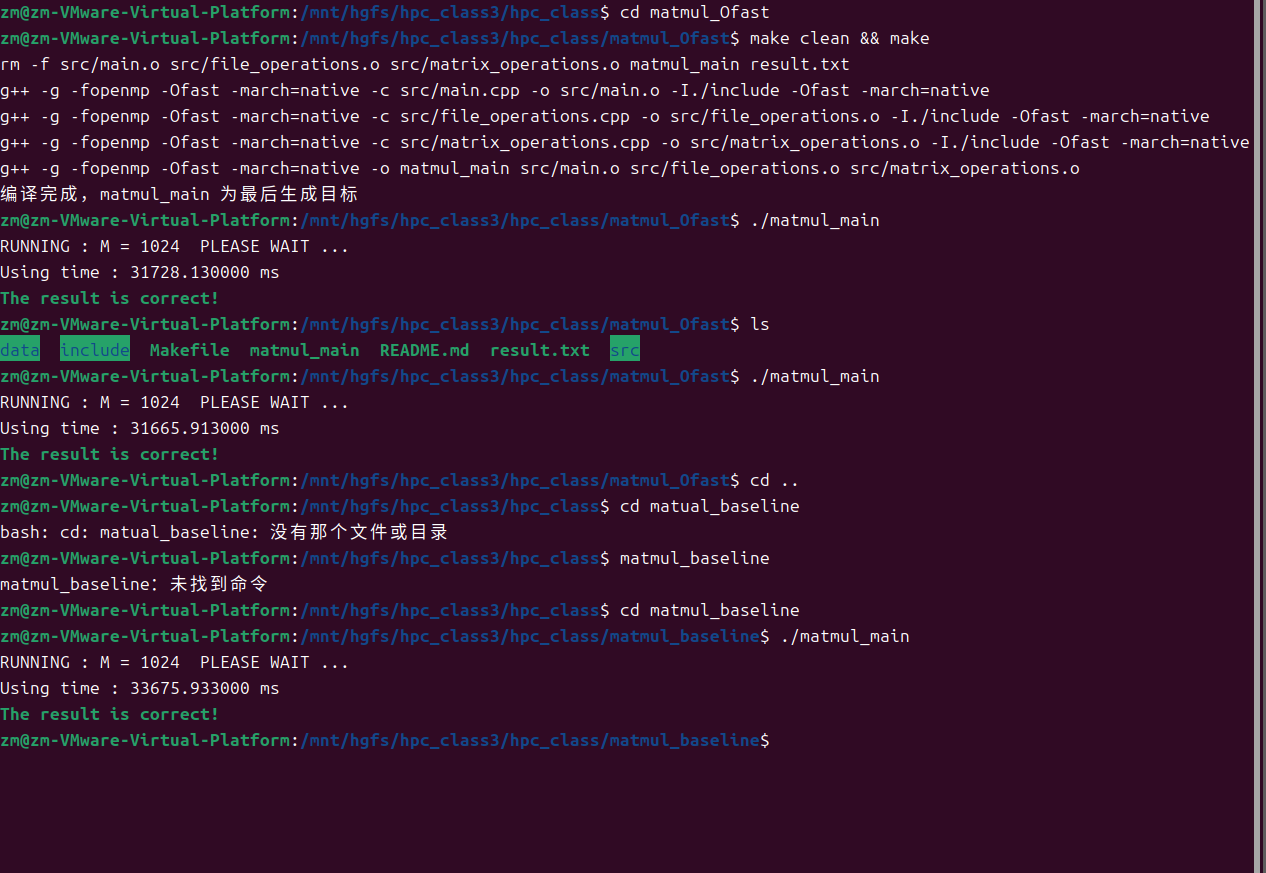 zm@zm-VMware-Virtual-Platform:/mnt/hgfs/hpc_class3/hpc_class$ cd matmul_Ofast
zm@zm-VMware-Virtual-Platform:/mnt/hgfs/hpc_class3/hpc_class/matmul_Ofast$ make clean && make
rm -f src/main.o src/file_operations.o src/matrix_operations.o matmul_main result.txt
g++ -g -fopenmp -Ofast -march=native -c src/main.cpp -o src/main.o -I./include -Ofast -march=native
g++ -g -fopenmp -Ofast -march=native -c src/file_operations.cpp -o src/file_operations.o -I./include -Ofast -march=native
g++ -g -fopenmp -Ofast -march=native -c src/matrix_operations.cpp -o src/matrix_operations.o -I./include -Ofast -march=native
g++ -g -fopenmp -Ofast -march=native -o matmul_main src/main.o src/file_operations.o src/matrix_operations.o
编译完成，matmul_main 为最后生成目标
zm@zm-VMware-Virtual-Platform:/mnt/hgfs/hpc_class3/hpc_class/matmul_Ofast$ ./matmul_main
RUNNING : M = 1024  PLEASE WAIT ...
Using time : 31728.130000 ms
The result is correct!
zm@zm-VMware-Virtual-Platform:/mnt/hgfs/hpc_class3/hpc_class/matmul_Ofast$ ls
data  include  Makefile  matmul_main  README.md  result.txt  src
zm@zm-VMware-Virtual-Platform:/mnt/hgfs/hpc_class3/hpc_class/matmul_Ofast$ ./matmul_main
RUNNING : M = 1024  PLEASE WAIT ...
Using time : 31665.913000 ms
The result is correct!
zm@zm-VMware-Virtual-Platform:/mnt/hgfs/hpc_class3/hpc_class/matmul_Ofast$ cd ..
zm@zm-VMware-Virtual-Platform:/mnt/hgfs/hpc_class3/hpc_class$ cd matual_baseline
bash: cd: matual_baseline: 没有那个文件或目录
zm@zm-VMware-Virtual-Platform:/mnt/hgfs/hpc_class3/hpc_class$ matmul_baseline
matmul_baseline：未找到命令
zm@zm-VMware-Virtual-Platform:/mnt/hgfs/hpc_class3/hpc_class$ cd matmul_baseline
zm@zm-VMware-Virtual-Platform:/mnt/hgfs/hpc_class3/hpc_class/matmul_baseline$ ./matmul_main
RUNNING : M = 1024  PLEASE WAIT ...
Using time : 33675.933000 ms
The result is correct!
zm@zm-VMware-Virtual-Platform:/mnt/hgfs/hpc_class3/hpc_class/matmul_baseline$